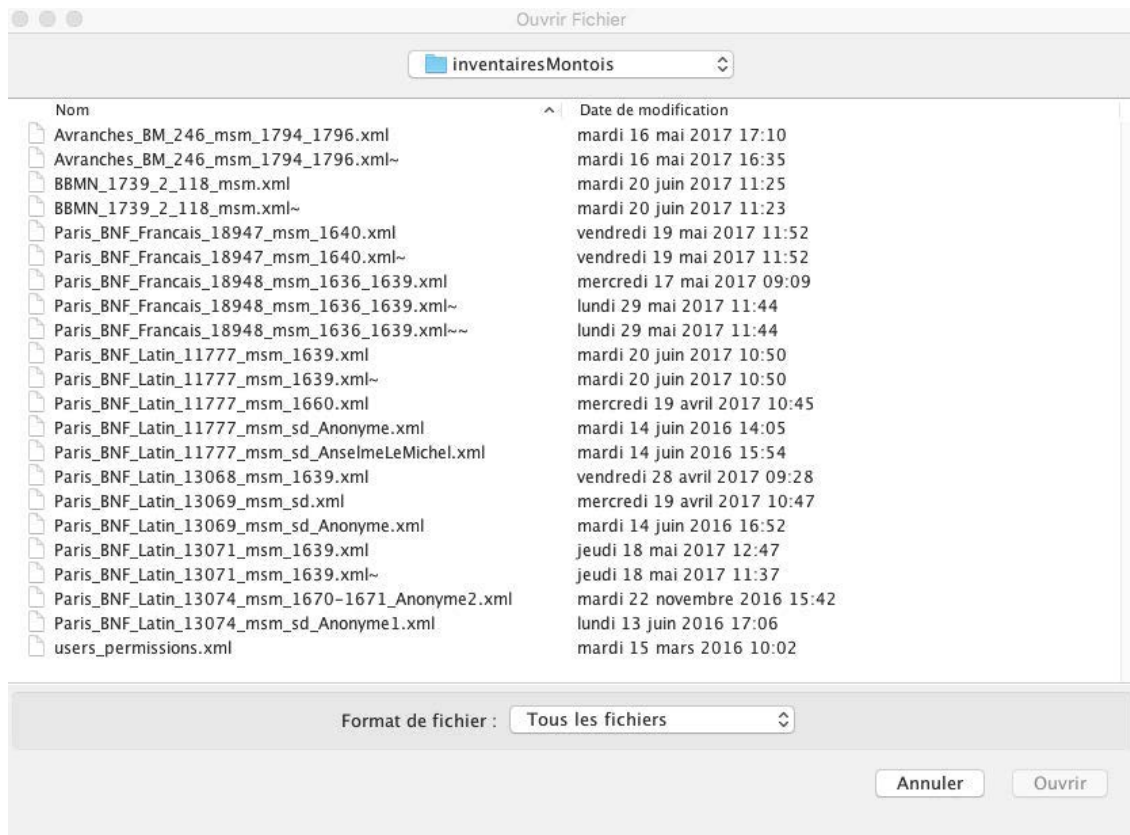 Ouvrir Fichier
inventairesMontois
Nom Date de modification
Avranches_BM_246_msm_1794_1796.xml mardi 16 mai 2017 17:10
Avranches_BM_246_msm_1794_1796.xml~ mardi 16 mai 2017 16:35
BBMN_1739_2_118_msm.xml mardi 20 juin 2017 11:25
BBMN_1739_2_118_msm.xml~ mardi 20 juin 2017 11:23
Paris_BNF_Francais_18947_msm_1640.xml vendredi 19 mai 2017 11:52
Paris_BNF_Francais_18947_msm_1640.xml~ vendredi 19 mai 2017 11:52
Paris_BNF_Francais_18948_msm_1636_1639.xml mercredi 17 mai 2017 09:09
Paris_BNF_Francais_18948_msm_1636_1639.xml~ lundi 29 mai 2017 11:44
Paris_BNF_Francais_18948_msm_1636_1639.xml~~ lundi 29 mai 2017 11:44
Paris_BNF_Latin_11777_msm_1639.xml mardi 20 juin 2017 10:50
Paris_BNF_Latin_11777_msm_1639.xml~ mardi 20 juin 2017 10:50
Paris_BNF_Latin_11777_msm_1660.xml mercredi 19 avril 2017 10:45
Paris_BNF_Latin_11777_msm_sd_Anonyme.xml mardi 14 juin 2016 14:05
Paris_BNF_Latin_11777_msm_sd_AnselmeLeMichel.xml mardi 14 juin 2016 15:54
Paris_BNF_Latin_13068_msm_1639.xml vendredi 28 avril 2017 09:28
Paris_BNF_Latin_13069_msm_sd.xml mercredi 19 avril 2017 10:47
Paris_BNF_Latin_13069_msm_sd_Anonyme.xml mardi 14 juin 2016 16:52
Paris_BNF_Latin_13071_msm_1639.xml jeudi 18 mai 2017 12:47
Paris_BNF_Latin_13071_msm_1639.xml~ jeudi 18 mai 2017 11:37
Paris_BNF_Latin_13074_msm_1670-1671_Anonyme2.xml mardi 22 novembre 2016 15:42
Paris_BNF_Latin_13074_msm_sd_Anonyme1.xml lundi 13 juin 2016 17:06
users_permissions.xml mardi 15 mars 2016 10:02
Format de fichier : Tous les fichiers
Annuler Ouvrir